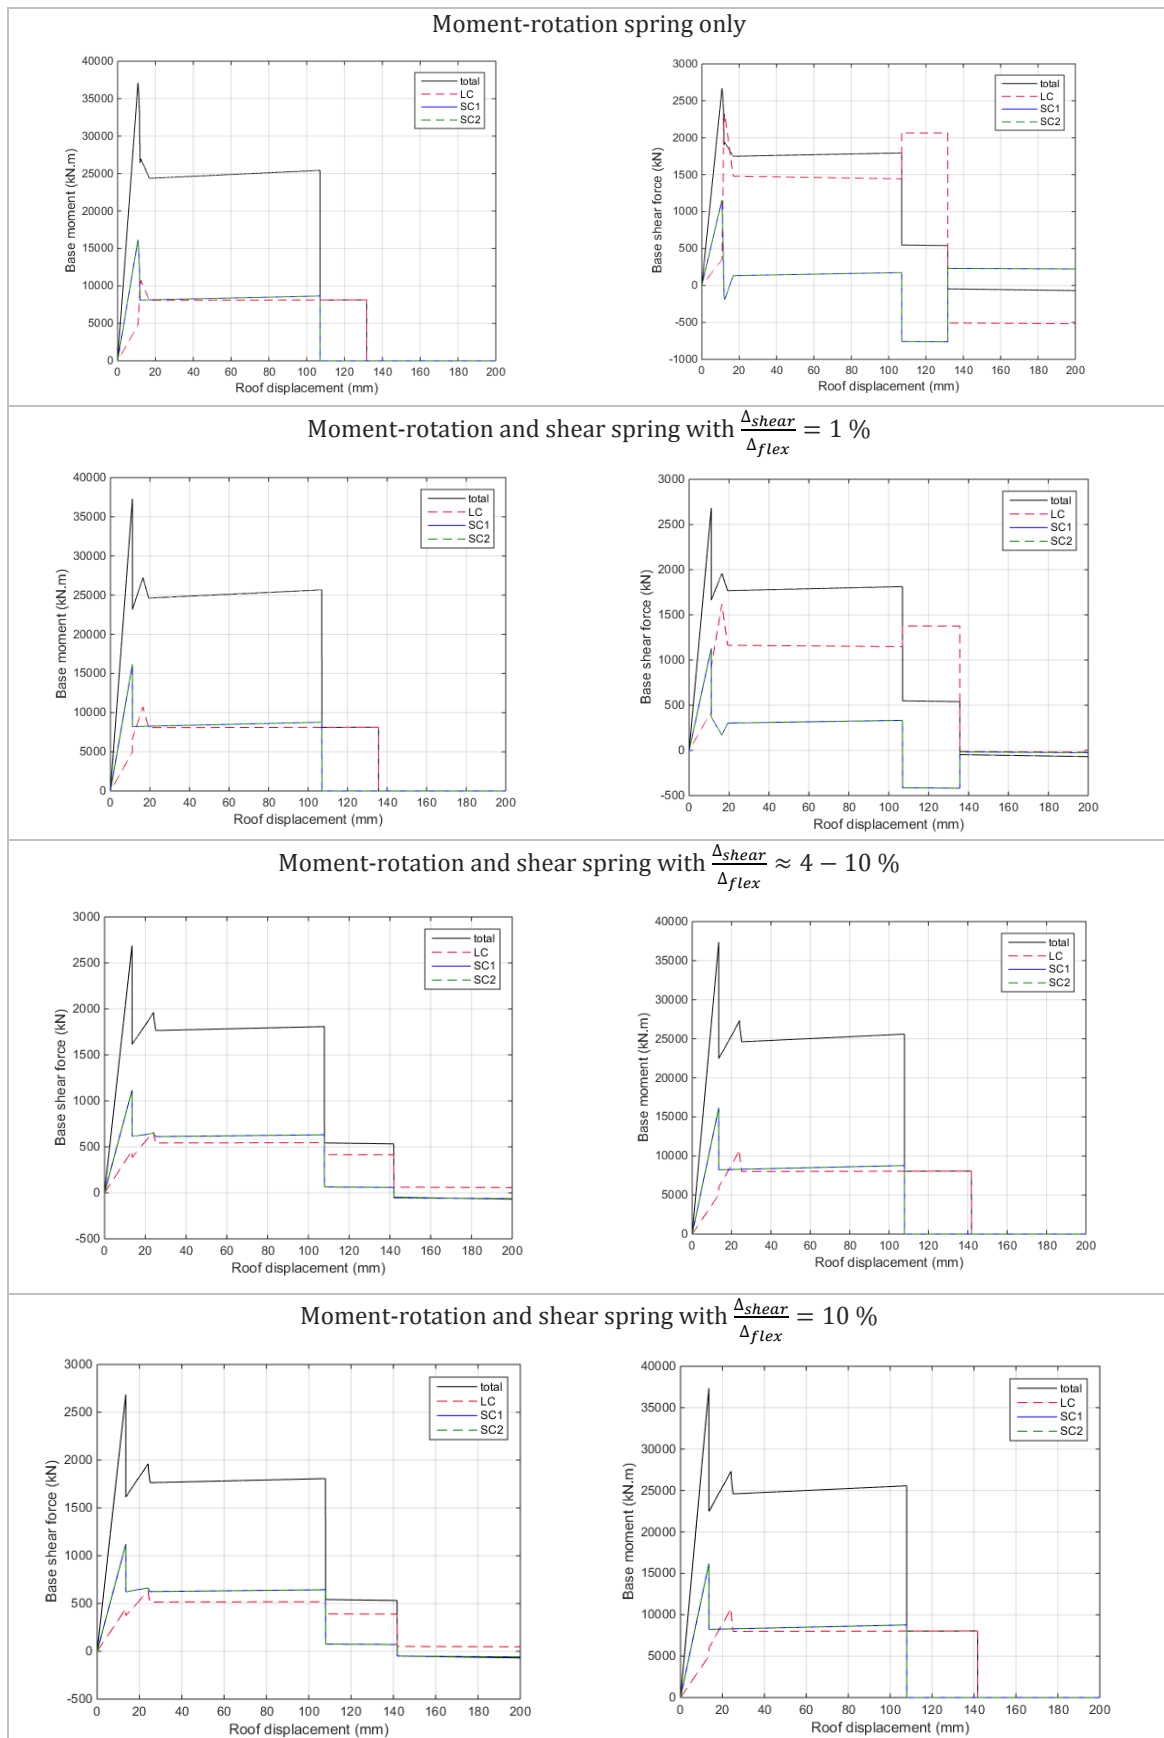 Moment-rotation spring only
40000
35000
30000
25000
20000
15000
10000
5000
0
0 20 40 60 80 100 120 140 160 180 200
Base moment (kN.m)
Roof displacement (mm)
total
LC
SC1
SC2
3000
2500
2000
1500
1000
500
0
-500
-1000
0 20 40 60 80 100 120 140 160 180 200
Base shear force (kN)
Roof displacement (mm)
total
LC
SC1
SC2
Moment-rotation and shear spring with Δshear/Δflex = 1 %
40000
35000
30000
25000
20000
15000
10000
5000
0
0 20 40 60 80 100 120 140 160 180 200
Base moment (kN.m)
Roof displacement (mm)
total
LC
SC1
SC2
3000
2500
2000
1500
1000
500
0
-500
0 20 40 60 80 100 120 140 160 180 200
Base shear force (kN)
Roof displacement (mm)
total
LC
SC1
SC2
Moment-rotation and shear spring with Δshear/Δflex ≈ 4 − 10 %
3000
2500
2000
1500
1000
500
0
-500
0 20 40 60 80 100 120 140 160 180 200
Base shear force (kN)
Roof displacement (mm)
total
LC
SC1
SC2
40000
35000
30000
25000
20000
15000
10000
5000
0
0 20 40 60 80 100 120 140 160 180 200
Base moment (kN.m)
Roof displacement (mm)
total
LC
SC1
SC2
Moment-rotation and shear spring with Δshear/Δflex = 10 %
3000
2500
2000
1500
1000
500
0
-500
0 20 40 60 80 100 120 140 160 180 200
Base shear force (kN)
Roof displacement (mm)
total
LC
SC1
SC2
40000
35000
30000
25000
20000
15000
10000
5000
0
0 20 40 60 80 100 120 140 160 180 200
Base moment (kN.m)
Roof displacement (mm)
total
LC
SC1
SC2